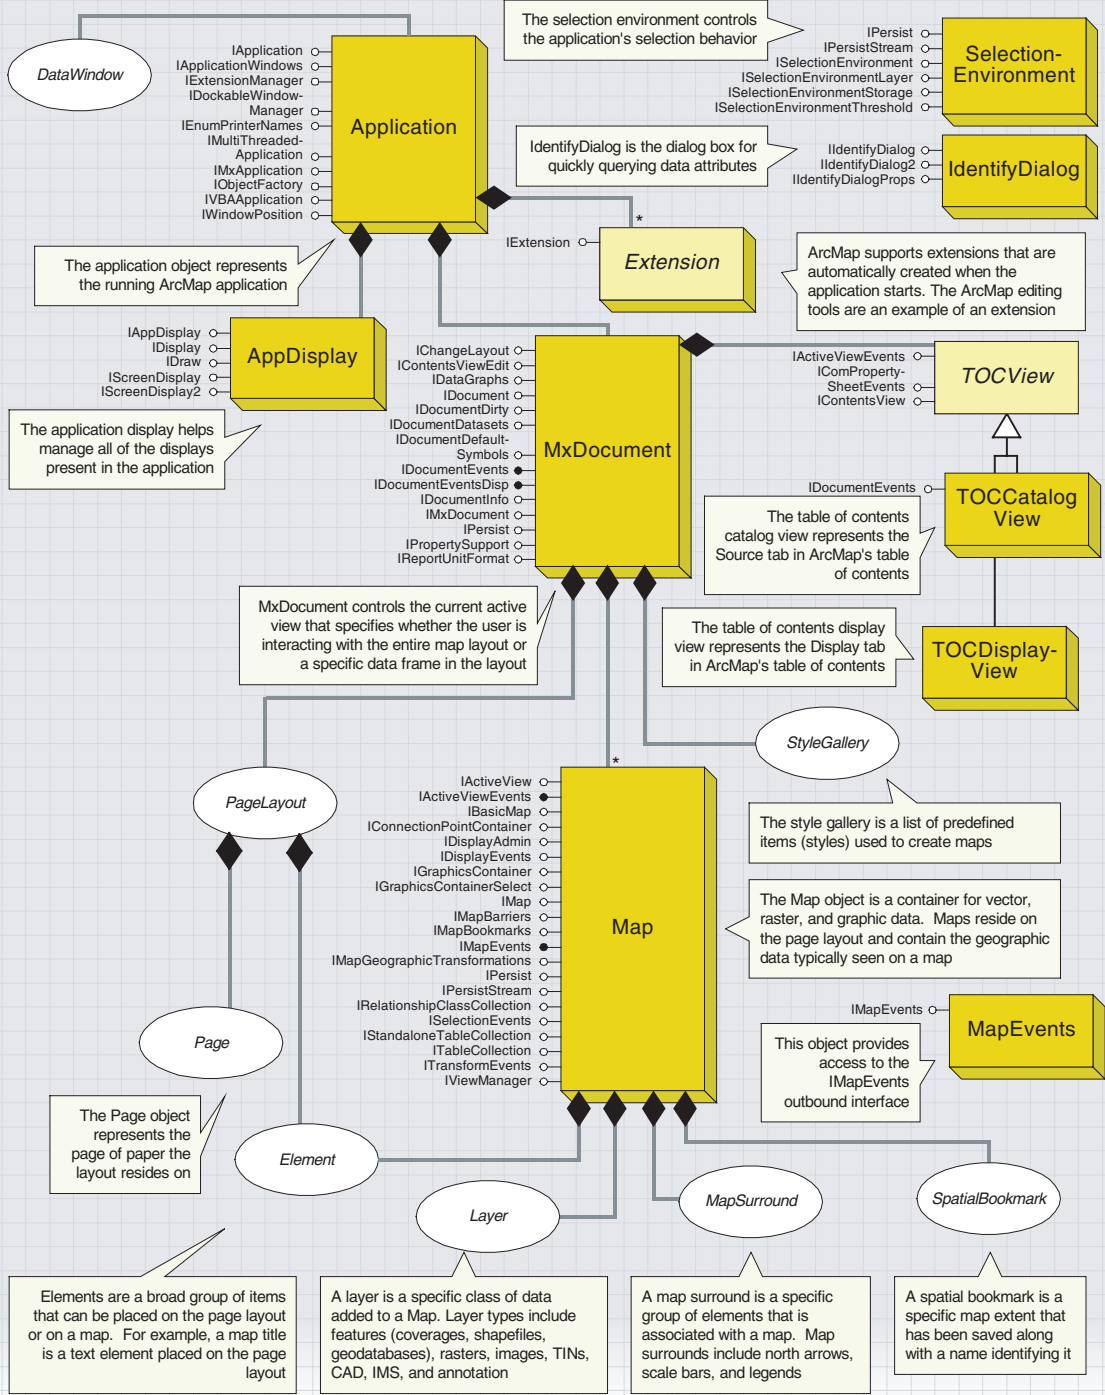 The selection environment controls
the application's selection behavior
IPersist
IPersistStream
ISelectionEnvironment
ISelectionEnvironmentLayer
ISelectionEnvironmentStorage
ISelectionEnvironmentThreshold
Selection-
Environment
DataWindow
IApplication
IApplicationWindows
IExtensionManager
IDockableWindow-
Manager
IEnumPrinterNames
IMultiThreaded-
Application
IMxApplication
IObjectFactory
IVBAApplication
IWindowPosition
Application
IdentifyDialog is the dialog box for
quickly querying data attributes
IIdentifyDialog
IIdentifyDialog2
IIdentifyDialogProps
IdentifyDialog
*
IExtension
Extension
ArcMap supports extensions that are
automatically created when the
application starts. The ArcMap editing
tools are an example of an extension
The application object represents
the running ArcMap application
IAppDisplay
IDisplay
IDraw
IScreenDisplay
IScreenDisplay2
AppDisplay
The application display helps
manage all of the displays
present in the application
IChangeLayout
IContentsViewEdit
IDataGraphs
IDocument
IDocumentDirty
IDocumentDatasets
IDocumentDefault-
Symbols
IDocumentEvents
IDocumentEventsDisp
IDocumentInfo
IMxDocument
IPersist
IPropertySupport
IReportUnitFormat
MxDocument
IActiveViewEvents
IComProperty-
SheetEvents
IContentsView
TOCView
IDocumentEvents
TOCCatalog
View
The table of contents
catalog view represents the
Source tab in ArcMap's table
of contents
MxDocument controls the current active
view that specifies whether the user is
interacting with the entire map layout or
a specific data frame in the layout
The table of contents display
view represents the Display tab
in ArcMap's table of contents
TOCDisplay-
View
StyleGallery
The style gallery is a list of predefined
items (styles) used to create maps
PageLayout
*
IActiveView
IActiveViewEvents
IBasicMap
IConnectionPointContainer
IDisplayAdmin
IDisplayEvents
IGraphicsContainer
IGraphicsContainerSelect
IMap
IMapBarriers
IMapBookmarks
IMapEvents
IMapGeographicTransformations
IPersist
IPersistStream
IRelationshipClassCollection
ISelectionEvents
IStandaloneTableCollection
ITableCollection
ITransformEvents
IViewManager
Map
The Map object is a container for vector,
raster, and graphic data. Maps reside on
the page layout and contain the geographic
data typically seen on a map
IMapEvents
MapEvents
This object provides
access to the
IMapEvents
outbound interface
Page
The Page object
represents the
page of paper the
layout resides on
Element
Layer
MapSurround
SpatialBookmark
Elements are a broad group of items
that can be placed on the page layout
or on a map. For example, a map title
is a text element placed on the page
layout
A layer is a specific class of data
added to a Map. Layer types include
features (coverages, shapefiles,
geodatabases), rasters, images, TINs,
CAD, IMS, and annotation
A map surround is a specific
group of elements that is
associated with a map. Map
surrounds include north arrows,
scale bars, and legends
A spatial bookmark is a
specific map extent that
has been saved along
with a name identifying it